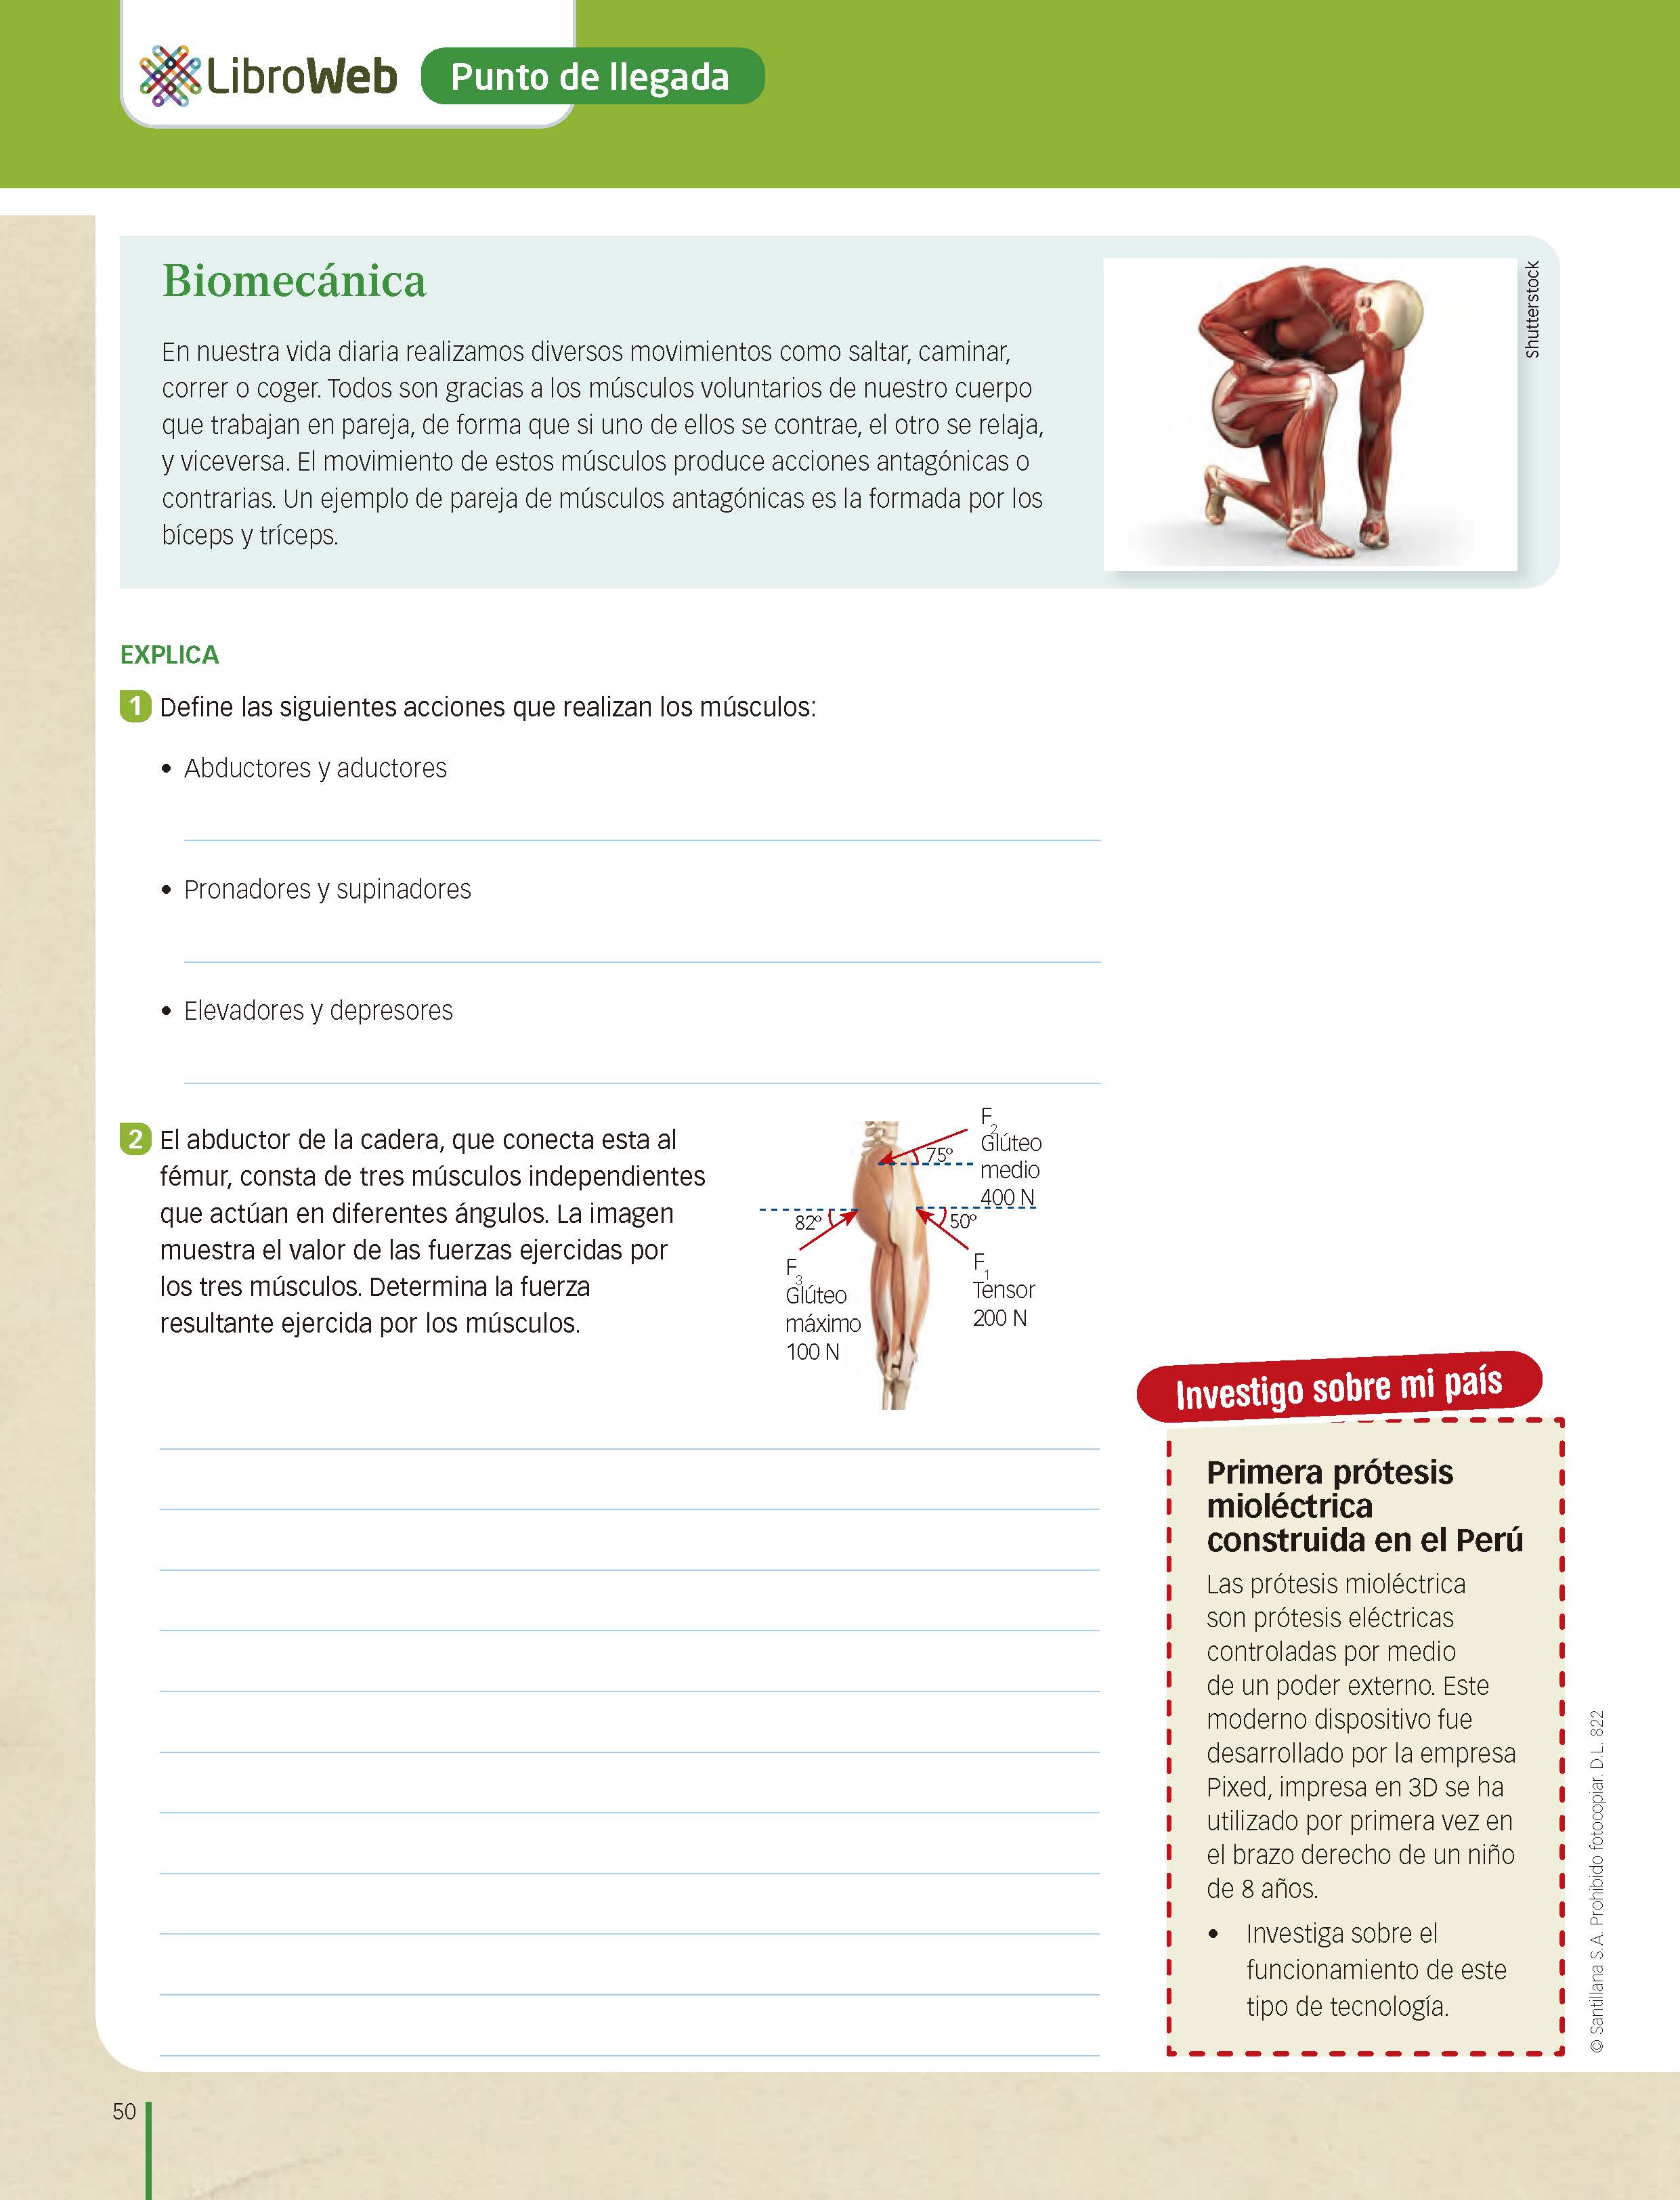 LibroWeb
Punto de llegada
Biomecánica
En nuestra vida diaria realizamos diversos movimientos como saltar, caminar,
correr o coger. Todos son gracias a los músculos voluntarios de nuestro cuerpo
que trabajan en pareja, de forma que si uno de ellos se contrae, el otro se relaja,
y viceversa. El movimiento de estos músculos produce acciones antagónicas o
contrarias. Un ejemplo de pareja de músculos antagónicas es la formada por los
bíceps y tríceps.
Shutterstock
EXPLICA
1 Define las siguientes acciones que realizan los músculos:
• Abductores y aductores
• Pronadores y supinadores
• Elevadores y depresores
2 El abductor de la cadera, que conecta esta al
fémur, consta de tres músculos independientes
que actúan en diferentes ángulos. La imagen
muestra el valor de las fuerzas ejercidas por
los tres músculos. Determina la fuerza
resultante ejercida por los músculos.
F2
Glúteo
medio
400 N
75º
82º
50º
F3
Glúteo
máximo
100 N
F1
Tensor
200 N
Investigo sobre mi país
Primera prótesis
mioléctrica
construida en el Perú
Las prótesis mioléctrica
son prótesis eléctricas
controladas por medio
de un poder externo. Este
moderno dispositivo fue
desarrollado por la empresa
Pixed, impresa en 3D se ha
utilizado por primera vez en
el brazo derecho de un niño
de 8 años.
• Investiga sobre el
funcionamiento de este
tipo de tecnología.
© Santillana S.A. Prohibido fotocopiar. D.L. 822
50